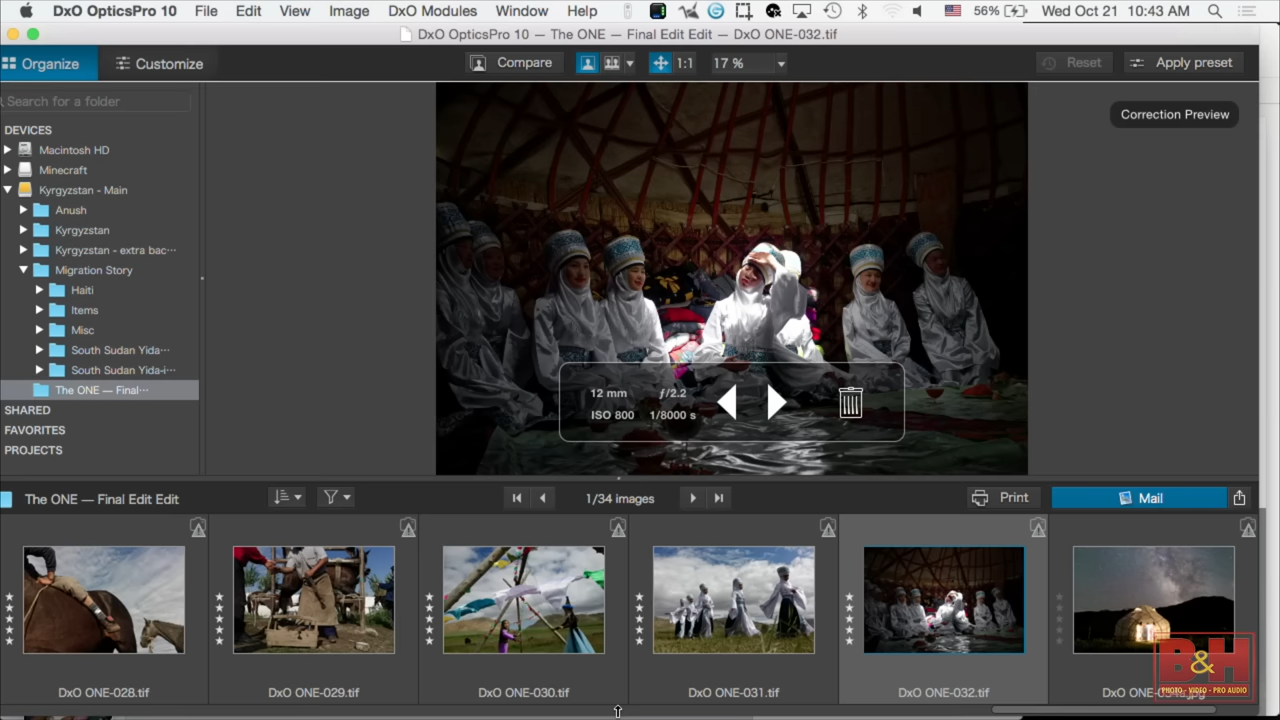 DxO OpticsPro 10 File Edit View Image DxO Modules Window Help 56% Wed Oct 21 10:43 AM
DxO OpticsPro 10 — The ONE — Final Edit Edit — DxO ONE-032.tif
Organize Customize Compare 1:1 17 % Reset Apply preset
Search for a folder
Correction Preview
DEVICES
Macintosh HD
Minecraft
Kyrgyzstan - Main
Anush
Kyrgyzstan
Kyrgyzstan - extra bac···
Migration Story
Haiti
Items
Misc
South Sudan Yida···
South Sudan Yida-i···
The ONE — Final···
SHARED
FAVORITES
PROJECTS
12 mm ƒ/2.2
ISO 800 1/8000 s
The ONE — Final Edit Edit 1/34 images Print Mail
DxO ONE-028.tif DxO ONE-029.tif DxO ONE-030.tif DxO ONE-031.tif DxO ONE-032.tif
B&H
PHOTO · VIDEO · PRO AUDIO